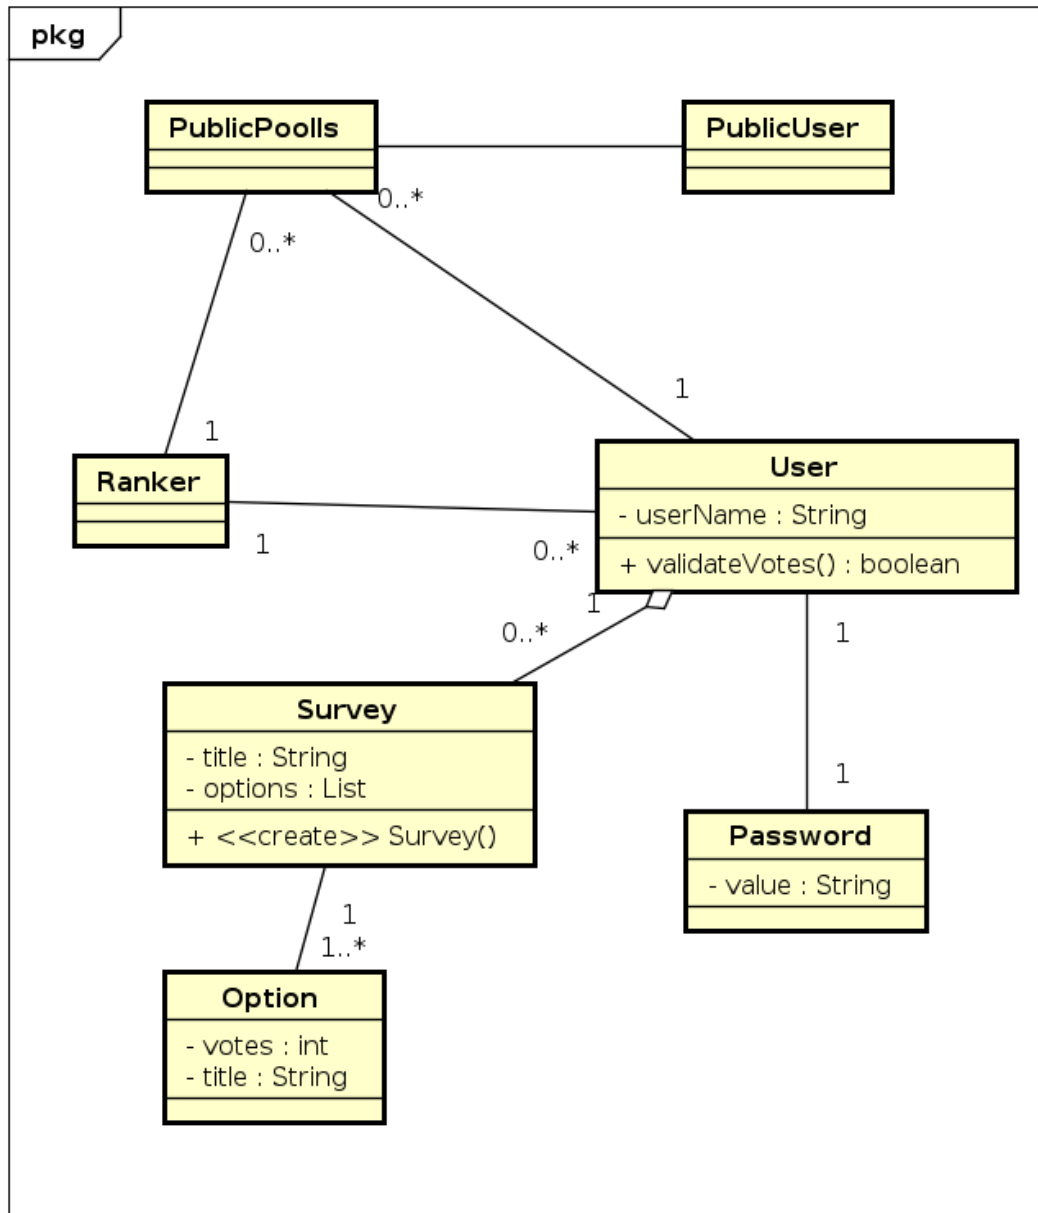 pkg
PublicPoolls
PublicUser
0..*
0..*
1
1
Ranker
User
- userName : String
+ validateVotes() : boolean
1
0..*
1
0..*
1
Survey
- title : String
- options : List
+ <<create>> Survey()
1
Password
- value : String
1
1..*
Option
- votes : int
- title : String